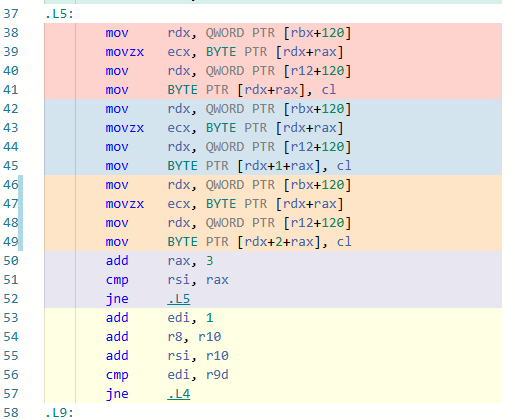 37 .L5:
38 mov rdx, QWORD PTR [rbx+120]
39 movzx ecx, BYTE PTR [rdx+rax]
40 mov rdx, QWORD PTR [r12+120]
41 mov BYTE PTR [rdx+rax], cl
42 mov rdx, QWORD PTR [rbx+120]
43 movzx ecx, BYTE PTR [rdx+rax]
44 mov rdx, QWORD PTR [r12+120]
45 mov BYTE PTR [rdx+1+rax], cl
46 mov rdx, QWORD PTR [rbx+120]
47 movzx ecx, BYTE PTR [rdx+rax]
48 mov rdx, QWORD PTR [r12+120]
49 mov BYTE PTR [rdx+2+rax], cl
50 add rax, 3
51 cmp rsi, rax
52 jne .L5
53 add edi, 1
54 add r8, r10
55 add rsi, r10
56 cmp edi, r9d
57 jne .L4
58 .L9: